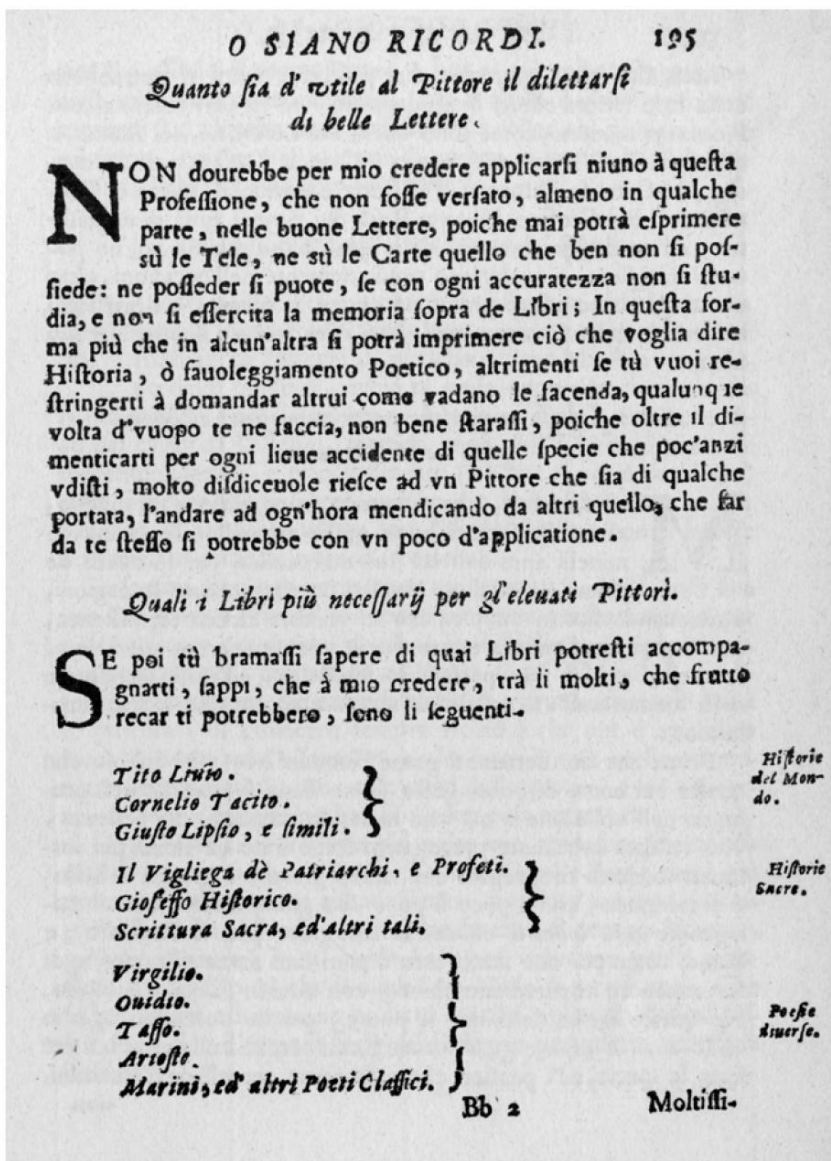 O SIANO RICORDI. 195
Quanto ſia d' vtile al Pittore il dilettarſi
di belle Lettere.
NON dourebbe per mio credere applicarſi niuno à queſta
Profeſſione, che non foſſe verſato, almeno in qualche
parte, nelle buone Lettere, poiche mai potrà eſprimere
sù le Tele, ne sù le Carte quello che ben non ſi poſ-
ſiede: ne poſſeder ſi puote, ſe con ogni accuratezza non ſi ſtu-
dia, e non ſi eſſercita la memoria ſopra de Libri; In queſta for-
ma più che in alcun'altra ſi potrà imprimere ciò che voglia dire
Hiſtoria, ò fauoleggiamento Poetico, altrimenti ſe tù vuoi re-
ſtringerti à domandar altrui como vadano le facenda, qualunque
volta d'vuopo te ne faccia, non bene ſtaraſſi, poiche oltre il di-
menticarti per ogni lieue accidente di quelle ſpecie che poc'anzi
vdiſti, molto diſdiceuole rieſce ad vn Pittore che ſia di qualche
portata, l'andare ad ogn'hora mendicando da altri quello, che far
da te ſteſſo ſi potrebbe con vn poco d'applicatione.
Quali i Libri più neceſſarij per gl'eleuati Pittori.
SE poi tù bramaſſi ſapere di quai Libri potreſti accompa-
gnarti, ſappi, che à mio credere, trà li molti, che frutto
recar ti potrebbero, ſono li ſeguenti.
Tito Liuio.
Cornelio Tacito.
Giuſto Lipſio, e ſimili.
Hiſtorie
del Mon-
do.
Il Vigliega dè Patriarchi, e Profeti.
Gioſeffo Hiſtorico.
Scrittura Sacra, ed'altri tali.
Hiſtorie
Sacre.
Virgilio.
Ouidio.
Taſſo.
Arioſto.
Marini, ed' altri Poeti Claſſici.
Poeſie
diuerſe.
Bb 2 Moltiſſi-